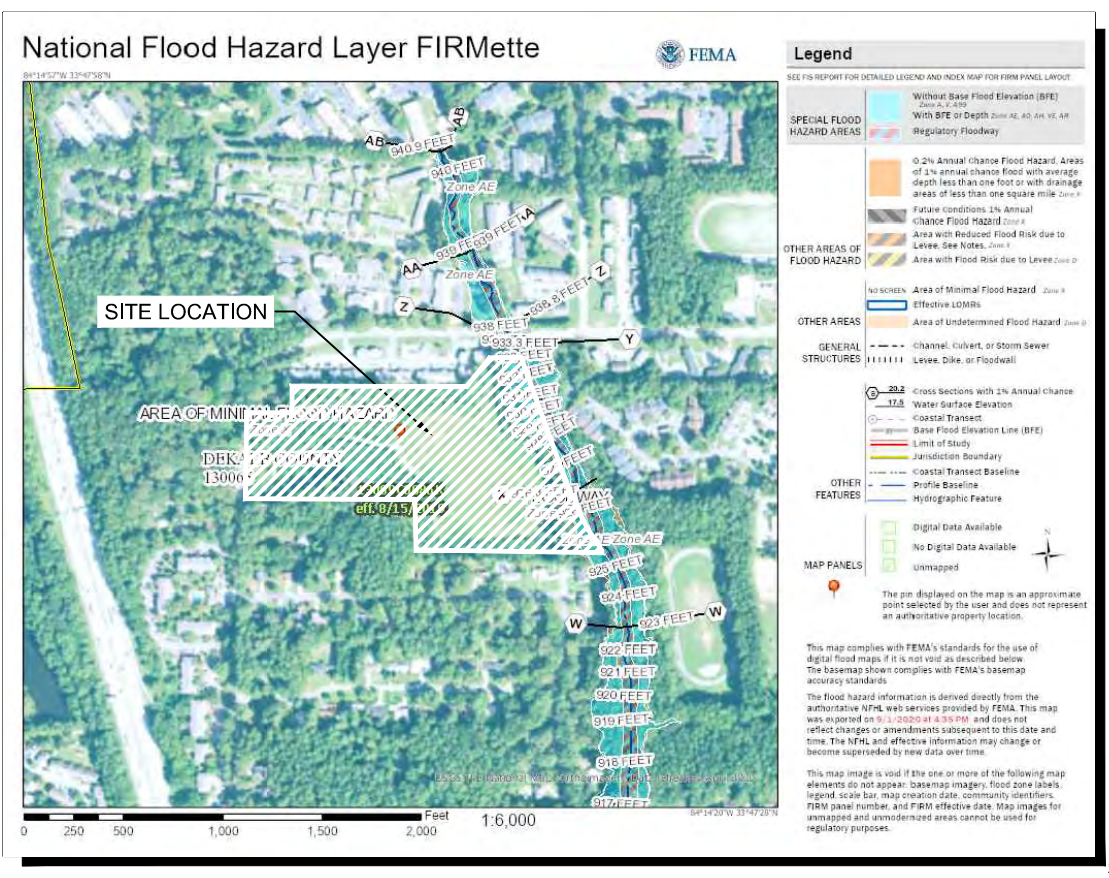 National Flood Hazard Layer FIRMette
FEMA
84°14'57"W 33°47'58"N
AB
AB
940.9 FEET
940 FEET
Zone AE
939 FEET
939 FEET
AA
Zone AE
Z
938.8 FEET
Z
938 FEET
933.3 FEET
Y
SITE LOCATION
AREA OF MINIMAL FLOOD HAZARD
Zone X
DEKALB COUNTY
eff. 8/15/
Zone AE
925 FEET
924 FEET
W
923 FEET
W
922 FEET
921 FEET
920 FEET
919 FEET
918 FEET
917 FEET
84°14'20"W 33°47'28"N
0
250
500
1,000
1,500
2,000
Feet
1:6,000
Legend
SEE FIS REPORT FOR DETAILED LEGEND AND INDEX MAP FOR FIRM PANEL LAYOUT
SPECIAL FLOOD
HAZARD AREAS
Without Base Flood Elevation (BFE)
Zone A, V, A99
With BFE or Depth Zone AE, AO, AH, VE, AR
Regulatory Floodway
OTHER AREAS OF
FLOOD HAZARD
0.2% Annual Chance Flood Hazard, Areas
of 1% annual chance flood with average
depth less than one foot or with drainage
areas of less than one square mile Zone X
Future Conditions 1% Annual
Chance Flood Hazard Zone X
Area with Reduced Flood Risk due to
Levee. See Notes. Zone X
Area with Flood Risk due to Levee Zone D
OTHER AREAS
NO SCREEN
Area of Minimal Flood Hazard Zone X
Effective LOMRs
Area of Undetermined Flood Hazard Zone D
GENERAL
STRUCTURES
Channel, Culvert, or Storm Sewer
Levee, Dike, or Floodwall
OTHER
FEATURES
B
20.2
Cross Sections with 1% Annual Chance
17.5
Water Surface Elevation
Coastal Transect
Base Flood Elevation Line (BFE)
Limit of Study
Jurisdiction Boundary
Coastal Transect Baseline
Profile Baseline
Hydrographic Feature
MAP PANELS
Digital Data Available
No Digital Data Available
Unmapped
N
The pin displayed on the map is an approximate
point selected by the user and does not represent
an authoritative property location.
This map complies with FEMA's standards for the use of
digital flood maps if it is not void as described below.
The basemap shown complies with FEMA's basemap
accuracy standards
The flood hazard information is derived directly from the
authoritative NFHL web services provided by FEMA. This map
was exported on 9/1/2020 at 4:35 PM and does not
reflect changes or amendments subsequent to this date and
time. The NFHL and effective information may change or
become superseded by new data over time.
This map image is void if the one or more of the following map
elements do not appear: basemap imagery, flood zone labels,
legend, scale bar, map creation date, community identifiers,
FIRM panel number, and FIRM effective date. Map images for
unmapped and unmodernized areas cannot be used for
regulatory purposes.